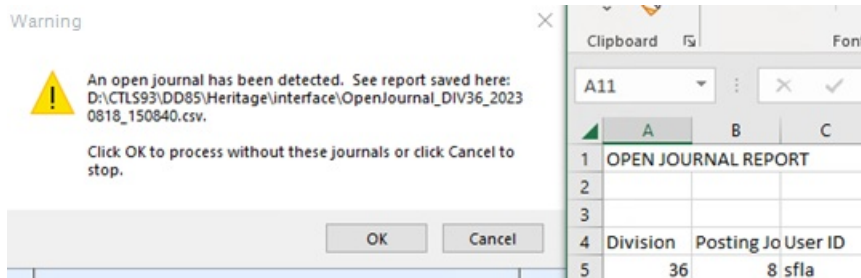 Warning
An open journal has been detected.  See report saved here:
D:\CTLS93\DD85\Heritage\interface\OpenJournal_DIV36_2023
0818_150840.csv.
Click OK to process without these journals or click Cancel to
stop.
OK
Cancel
Clipboard
Fon
A11
A B C
1 OPEN JOURNAL REPORT
2
3
4 Division Posting Jo User ID
5 36 8 sfla